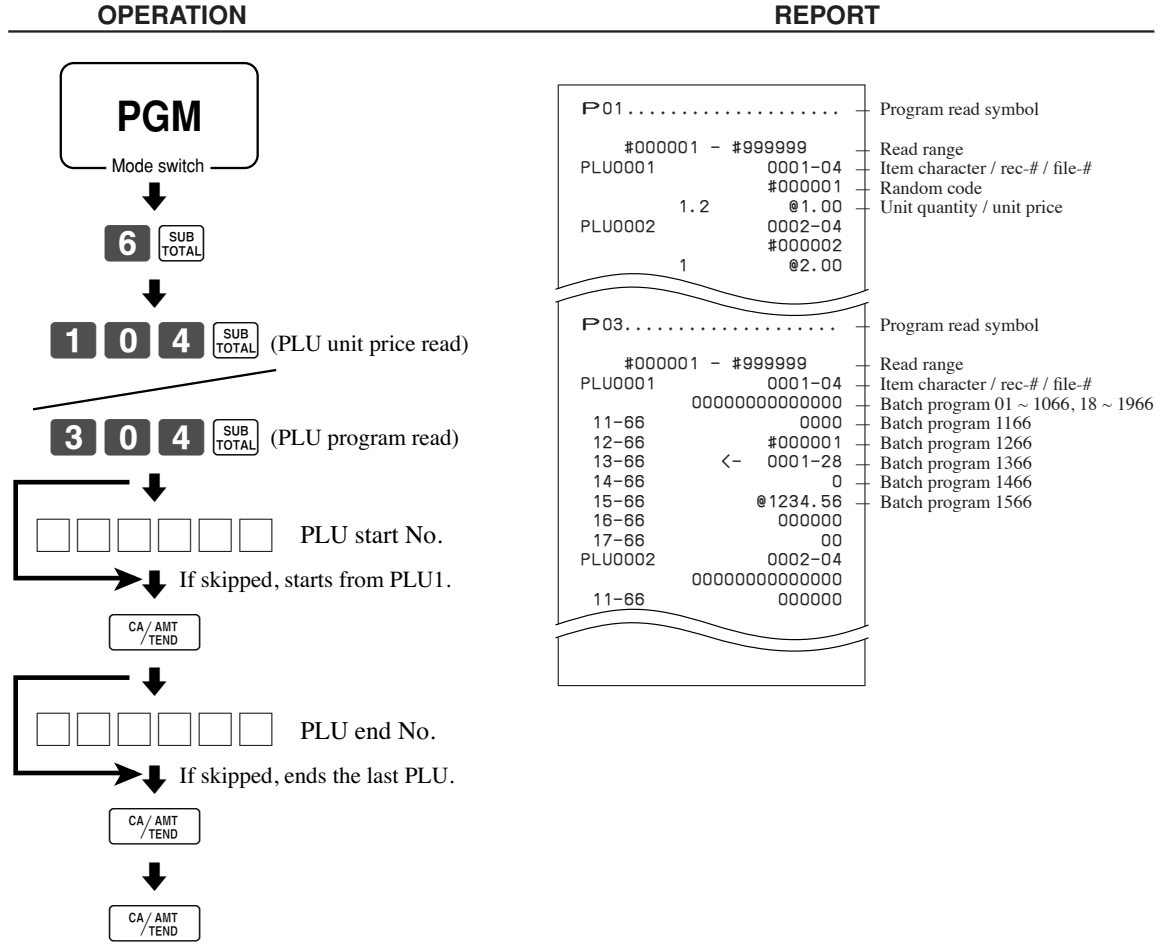 OPERATION
REPORT
PGM
Mode switch
6 SUB TOTAL
1 0 4 SUB TOTAL (PLU unit price read)
3 0 4 SUB TOTAL (PLU program read)
PLU start No.
If skipped, starts from PLU1.
CA/AMT TEND
PLU end No.
If skipped, ends the last PLU.
CA/AMT TEND
CA/AMT TEND
P01..................... Program read symbol
#000001 - #999999 Read range
PLU0001 0001-04 Item character / rec-# / file-#
#000001 Random code
1.2 @1.00 Unit quantity / unit price
PLU0002 0002-04
#000002
1 @2.00
P03..................... Program read symbol
#000001 - #999999 Read range
PLU0001 0001-04 Item character / rec-# / file-#
00000000000000 Batch program 01 ~ 1066, 18 ~ 1966
11-66 0000 Batch program 1166
12-66 #000001 Batch program 1266
13-66 <- 0001-28 Batch program 1366
14-66 0 Batch program 1466
15-66 @1234.56 Batch program 1566
16-66 000000
17-66 00
PLU0002 0002-04
00000000000000
11-66 000000